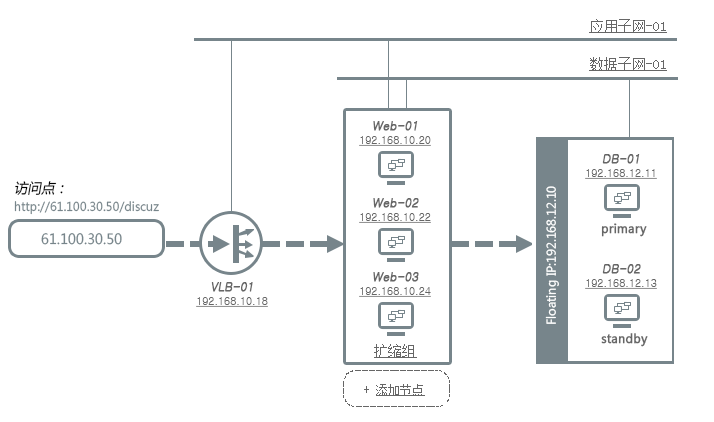 应用子网-01
数据子网-01
访问点：
http://61.100.30.50/discuz
61.100.30.50
VLB-01
192.168.10.18
Web-01
192.168.10.20
Web-02
192.168.10.22
Web-03
192.168.10.24
扩缩组
+ 添加节点
Floating IP:192.168.12.10
DB-01
192.168.12.11
primary
DB-02
192.168.12.13
standby